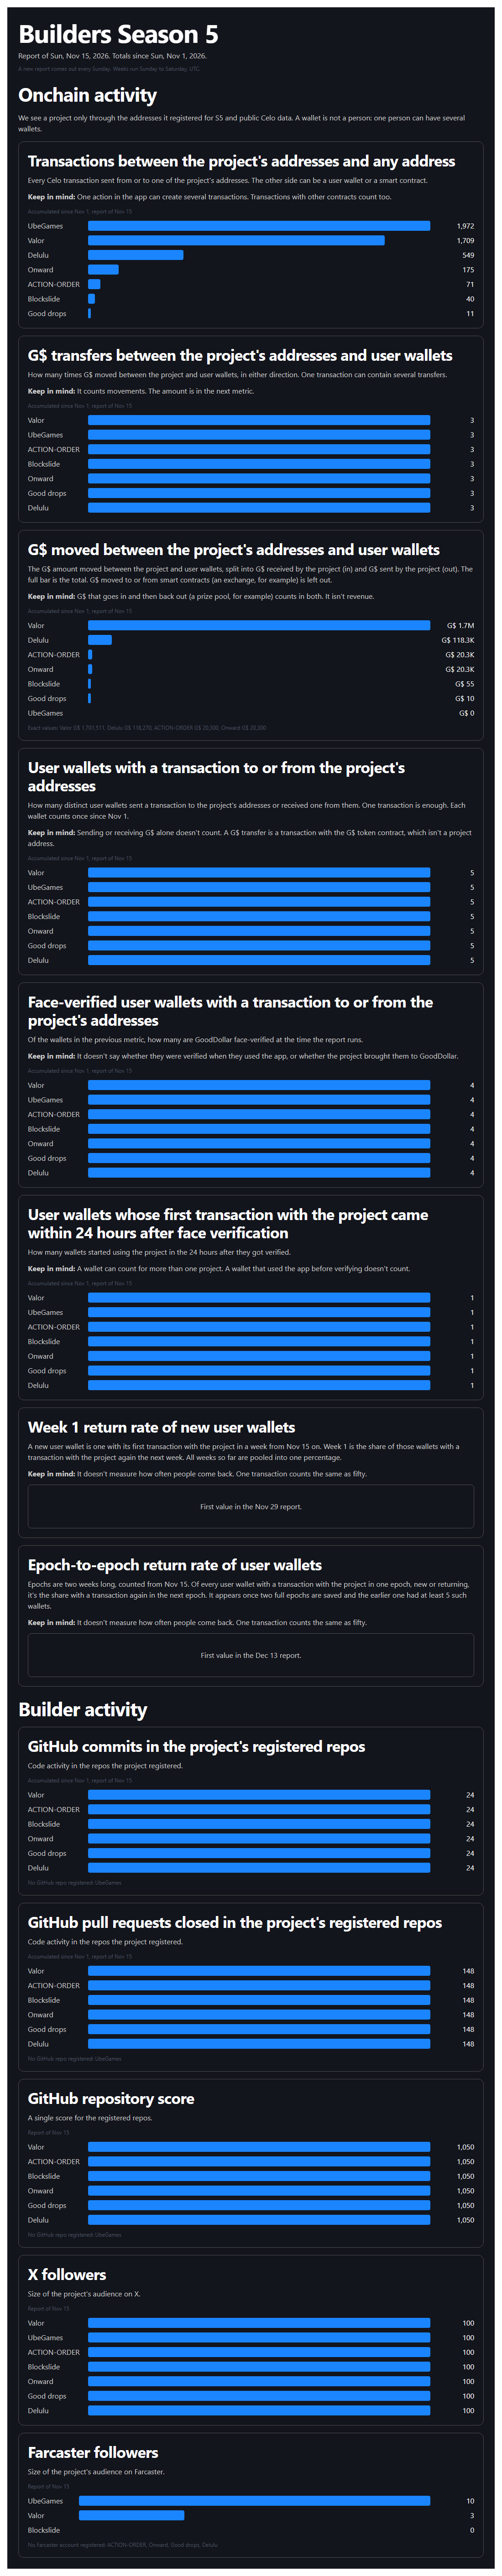 Builders Season 5
Report of Sun, Nov 15, 2026. Totals since Sun, Nov 1, 2026.
A new report comes out every Sunday. Weeks run Sunday to Saturday, UTC.
Onchain activity
We see a project only through the addresses it registered for S5 and public Celo data. A wallet is not a person: one person can have several
wallets.
Transactions between the project's addresses and any address
Every Celo transaction sent from or to one of the project's addresses. The other side can be a user wallet or a smart contract.
Keep in mind: One action in the app can create several transactions. Transactions with other contracts count too.
Accumulated since Nov 1, report of Nov 15
UbeGames 1,972
Valor 1,709
Delulu 549
Onward 175
ACTION-ORDER 71
Blockslide 40
Good drops 11
G$ transfers between the project's addresses and user wallets
How many times G$ moved between the project and user wallets, in either direction. One transaction can contain several transfers.
Keep in mind: It counts movements. The amount is in the next metric.
Accumulated since Nov 1, report of Nov 15
Valor 3
UbeGames 3
ACTION-ORDER 3
Blockslide 3
Onward 3
Good drops 3
Delulu 3
G$ moved between the project's addresses and user wallets
The G$ amount moved between the project and user wallets, split into G$ received by the project (in) and G$ sent by the project (out). The
full bar is the total. G$ moved to or from smart contracts (an exchange, for example) is left out.
Keep in mind: G$ that goes in and then back out (a prize pool, for example) counts in both. It isn't revenue.
Accumulated since Nov 1, report of Nov 15
Valor G$ 1.7M
Delulu G$ 118.3K
ACTION-ORDER G$ 20.3K
Onward G$ 20.3K
Blockslide G$ 55
Good drops G$ 10
UbeGames G$ 0
Exact values: Valor G$ 1,701,511, Delulu G$ 118,270, ACTION-ORDER G$ 20,300, Onward G$ 20,300
User wallets with a transaction to or from the project's
addresses
How many distinct user wallets sent a transaction to the project's addresses or received one from them. One transaction is enough. Each
wallet counts once since Nov 1.
Keep in mind: Sending or receiving G$ alone doesn't count. A G$ transfer is a transaction with the G$ token contract, which isn't a project
address.
Accumulated since Nov 1, report of Nov 15
Valor 5
UbeGames 5
ACTION-ORDER 5
Blockslide 5
Onward 5
Good drops 5
Delulu 5
Face-verified user wallets with a transaction to or from the
project's addresses
Of the wallets in the previous metric, how many are GoodDollar face-verified at the time the report runs.
Keep in mind: It doesn't say whether they were verified when they used the app, or whether the project brought them to GoodDollar.
Accumulated since Nov 1, report of Nov 15
Valor 4
UbeGames 4
ACTION-ORDER 4
Blockslide 4
Onward 4
Good drops 4
Delulu 4
User wallets whose first transaction with the project came
within 24 hours after face verification
How many wallets started using the project in the 24 hours after they got verified.
Keep in mind: A wallet can count for more than one project. A wallet that used the app before verifying doesn't count.
Accumulated since Nov 1, report of Nov 15
Valor 1
UbeGames 1
ACTION-ORDER 1
Blockslide 1
Onward 1
Good drops 1
Delulu 1
Week 1 return rate of new user wallets
A new user wallet is one with its first transaction with the project in a week from Nov 15 on. Week 1 is the share of those wallets with a
transaction with the project again the next week. All weeks so far are pooled into one percentage.
Keep in mind: It doesn't measure how often people come back. One transaction counts the same as fifty.
First value in the Nov 29 report.
Epoch-to-epoch return rate of user wallets
Epochs are two weeks long, counted from Nov 15. Of every user wallet with a transaction with the project in one epoch, new or returning,
it's the share with a transaction again in the next epoch. It appears once two full epochs are saved and the earlier one had at least 5 such
wallets.
Keep in mind: It doesn't measure how often people come back. One transaction counts the same as fifty.
First value in the Dec 13 report.
Builder activity
GitHub commits in the project's registered repos
Code activity in the repos the project registered.
Accumulated since Nov 1, report of Nov 15
Valor 24
ACTION-ORDER 24
Blockslide 24
Onward 24
Good drops 24
Delulu 24
No GitHub repo registered: UbeGames
GitHub pull requests closed in the project's registered repos
Code activity in the repos the project registered.
Accumulated since Nov 1, report of Nov 15
Valor 148
ACTION-ORDER 148
Blockslide 148
Onward 148
Good drops 148
Delulu 148
No GitHub repo registered: UbeGames
GitHub repository score
A single score for the registered repos.
Report of Nov 15
Valor 1,050
ACTION-ORDER 1,050
Blockslide 1,050
Onward 1,050
Good drops 1,050
Delulu 1,050
No GitHub repo registered: UbeGames
X followers
Size of the project's audience on X.
Report of Nov 15
Valor 100
UbeGames 100
ACTION-ORDER 100
Blockslide 100
Onward 100
Good drops 100
Delulu 100
Farcaster followers
Size of the project's audience on Farcaster.
Report of Nov 15
UbeGames 10
Valor 3
Blockslide 0
No Farcaster account registered: ACTION-ORDER, Onward, Good drops, Delulu